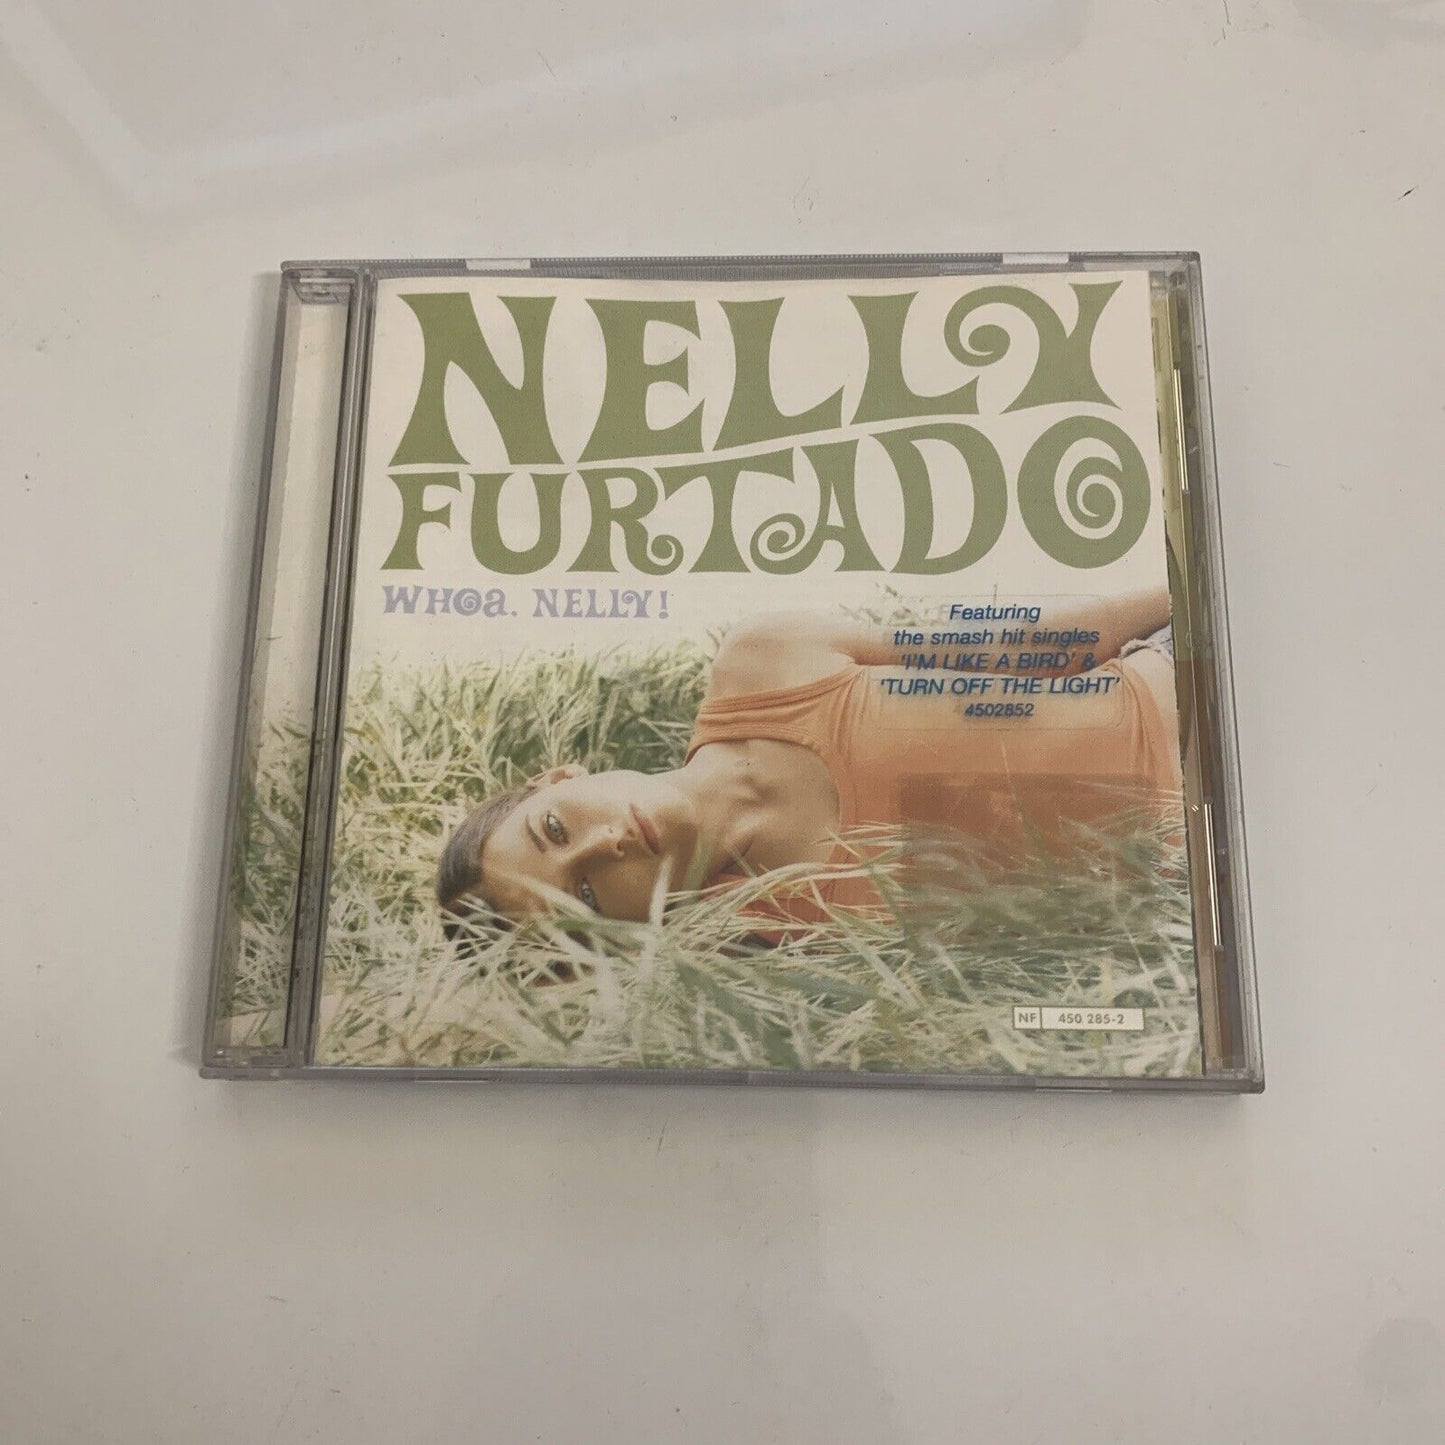 NELLY
FURTADO
WHOa, NELLY!
Featuring
the smash hit singles
'I'M LIKE A BIRD' &
'TURN OFF THE LIGHT'
4502852
NF 450 285-2